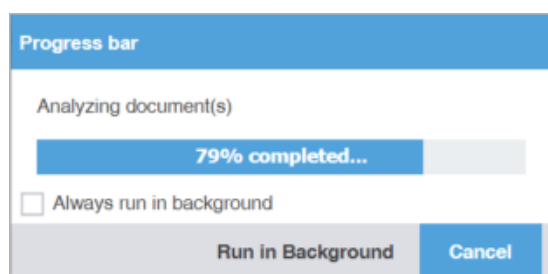 Progress bar
Analyzing document(s)
79% completed...
Always run in background
Run in Background Cancel